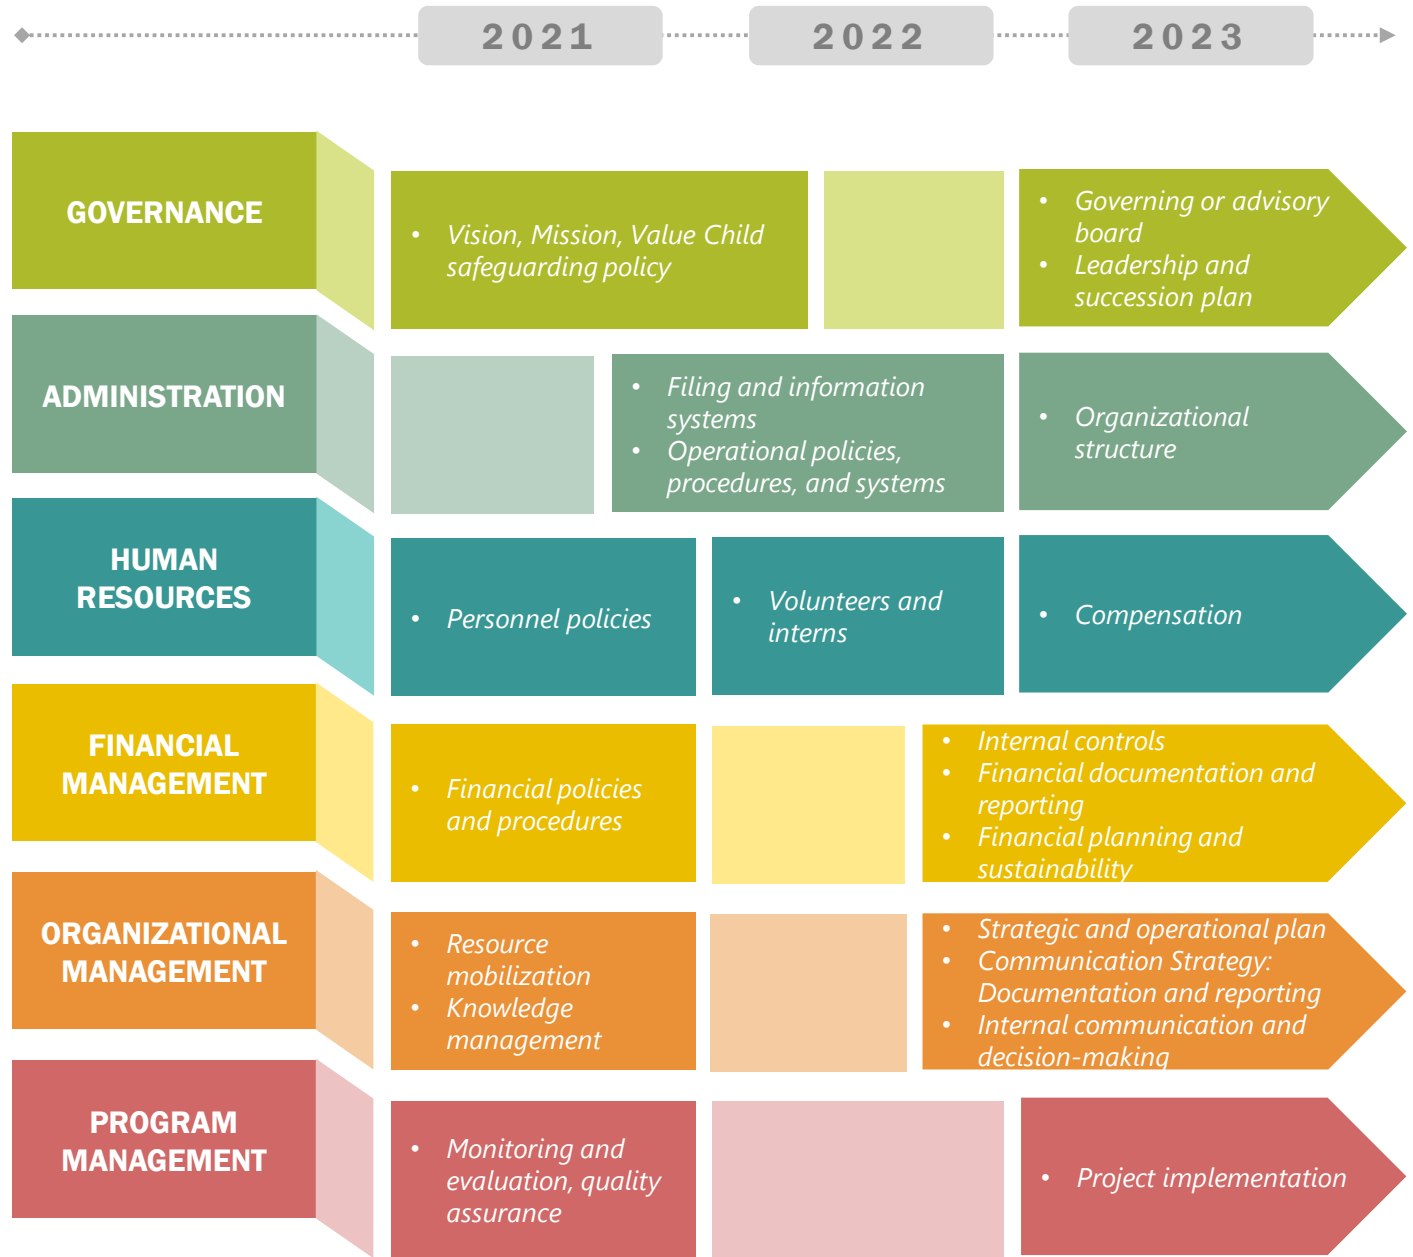 2021 2022 2023
GOVERNANCE
• Vision, Mission, Value Child
safeguarding policy
• Governing or advisory
board
• Leadership and
succession plan
ADMINISTRATION
• Filing and information
systems
• Operational policies,
procedures, and systems
• Organizational
structure
HUMAN
RESOURCES
• Personnel policies
• Volunteers and
interns
• Compensation
FINANCIAL
MANAGEMENT
• Financial policies
and procedures
• Internal controls
• Financial documentation and
reporting
• Financial planning and
sustainability
ORGANIZATIONAL
MANAGEMENT
• Resource
mobilization
• Knowledge
management
• Strategic and operational plan
• Communication Strategy:
Documentation and reporting
• Internal communication and
decision-making
PROGRAM
MANAGEMENT
• Monitoring and
evaluation, quality
assurance
• Project implementation